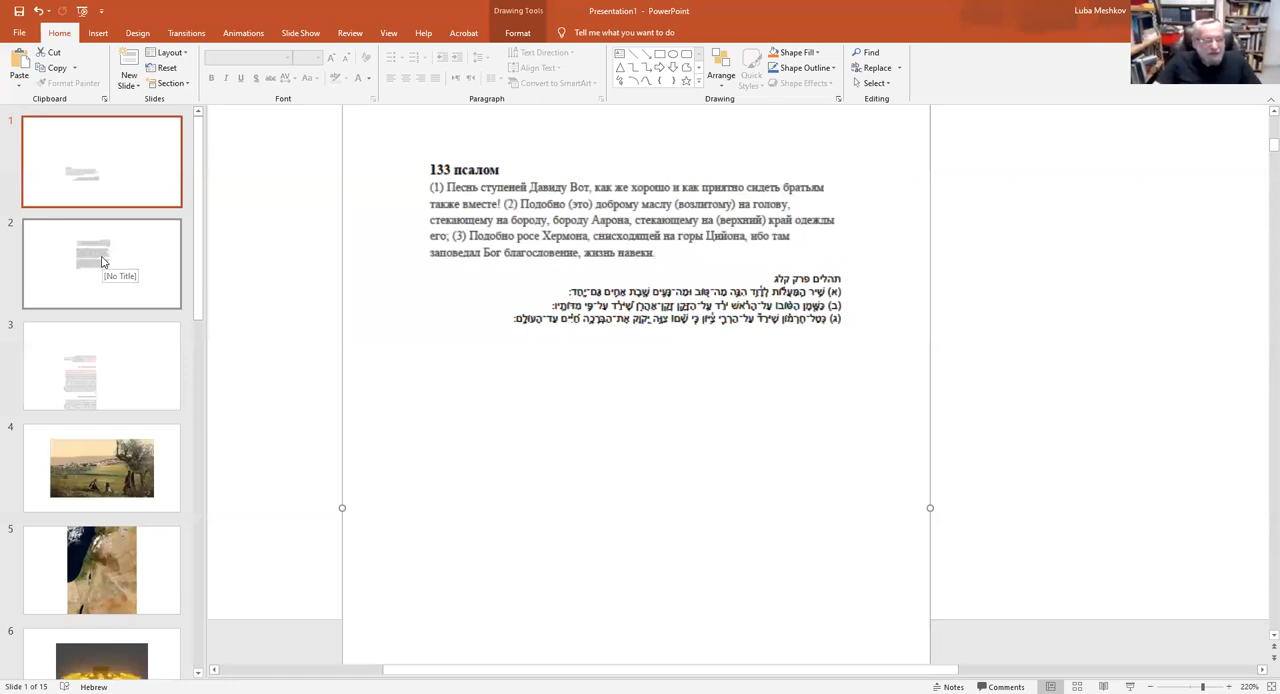 Drawing Tools
Presentation1 - PowerPoint
Luba Meshkov
File Home Insert Design Transitions Animations Slide Show Review View Help Acrobat Format Tell me what you want to do
Paste
Cut
Copy
Format Painter
Clipboard
New Slide
Layout
Reset
Section
Slides
Font
Text Direction
Align Text
Convert to SmartArt
Paragraph
Arrange
Quick Styles
Shape Fill
Shape Outline
Shape Effects
Drawing
Find
Replace
Select
Editing
1
2
[No Title]
3
4
5
6
133 псалом
(1) Песнь ступеней Давиду Вот, как же хорошо и как приятно сидеть братьям
также вместе! (2) Подобно (это) доброму маслу (возлитому) на голову,
стекающему на бороду, бороду Аарона, стекающему на (верхний) край одежды
его; (3) Подобно росе Хермона, снисходящей на горы Цийона, ибо там
заповедал Бог благословение, жизнь навеки.
תהלים פרק קלג
(א) שִׁיר הַמַּעֲלוֹת לְדָוִד הִנֵּה מַה־טּוֹב וּמַה־נָּעִים שֶׁבֶת אַחִים גַּם־יָחַד:
(ב) כַּשֶּׁמֶן הַטּוֹב עַל־הָרֹאשׁ יֹרֵד עַל־הַזָּקָן זְקַן־אַהֲרֹן שֶׁיֹּרֵד עַל־פִּי מִדּוֹתָיו:
(ג) כְּטַל־חֶרְמוֹן שֶׁיֹּרֵד עַל־הַרְרֵי צִיּוֹן כִּי שָׁם צִוָּה יְקֹוָק אֶת־הַבְּרָכָה חַיִּים עַד־הָעוֹלָם:
Slide 1 of 15
Hebrew
Notes
Comments
220%